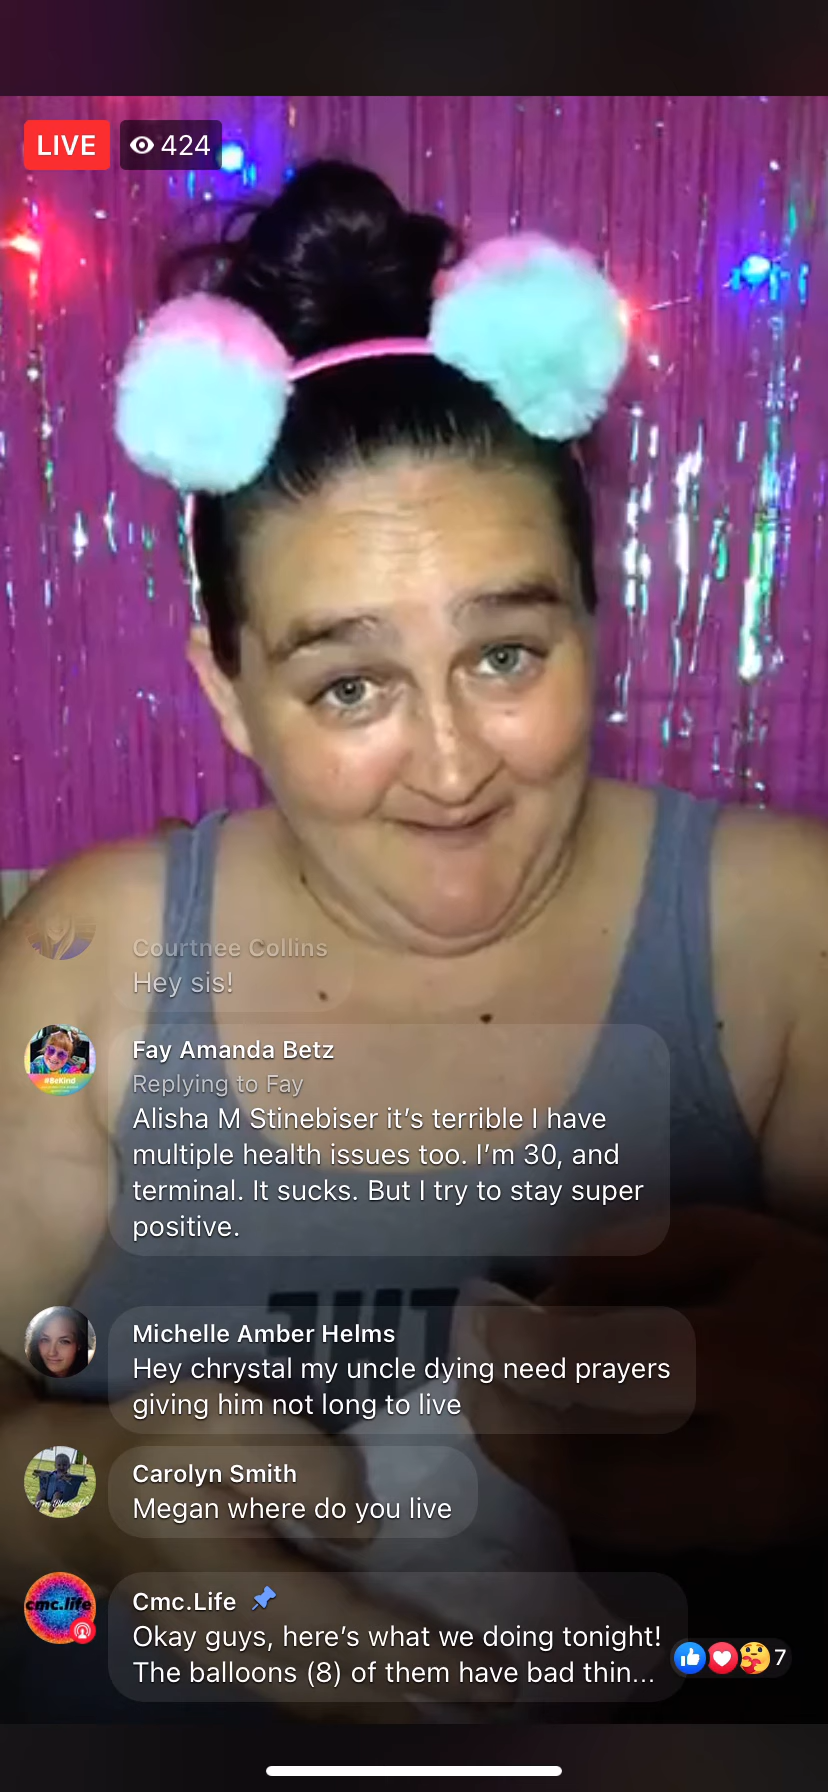 LIVE 424
Courtnee Collins
Hey sis!
Fay Amanda Betz
Replying to Fay
Alisha M Stinebiser it’s terrible I have
multiple health issues too. I’m 30, and
terminal. It sucks. But I try to stay super
positive.
#BeKind
Michelle Amber Helms
Hey chrystal my uncle dying need prayers
giving him not long to live
Carolyn Smith
Megan where do you live
Cmc.Life
cmc.life
Okay guys, here’s what we doing tonight!
The balloons (8) of them have bad thin...
7